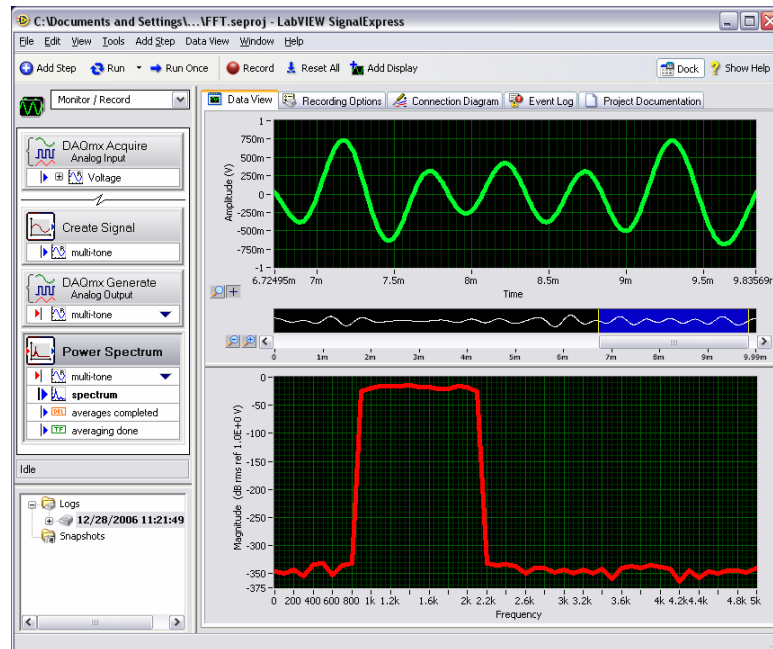 C:\Documents and Settings\...\FFT.seproj - LabVIEW SignalExpress
File Edit View Tools Add Step Data View Window Help
Add Step Run Run Once Record Reset All Add Display Dock Show Help
Monitor / Record
DAQmx Acquire
Analog Input
Voltage
Create Signal
multi-tone
DAQmx Generate
Analog Output
multi-tone
Power Spectrum
multi-tone
spectrum
DBL averages completed
TF averaging done
Idle
Logs
12/28/2006 11:21:49
Snapshots
Data View Recording Options Connection Diagram Event Log Project Documentation
Amplitude (V)
1
750m
500m
250m
0
-250m
-500m
-750m
-1
6.72495m 7m 7.5m 8m 8.5m 9m 9.5m 9.83569m
Time
0 1m 2m 3m 4m 5m 6m 7m 8m 9m 9.99m
Magnitude (dB rms ref 1.0E+0 V)
0
-50
-100
-150
-200
-250
-300
-350
-375
0 200 400 600 800 1k 1.2k 1.6k 2k 2.2k 2.6k 3k 3.2k 3.6k 4k 4.2k 4.4k 4.8k 5k
Frequency